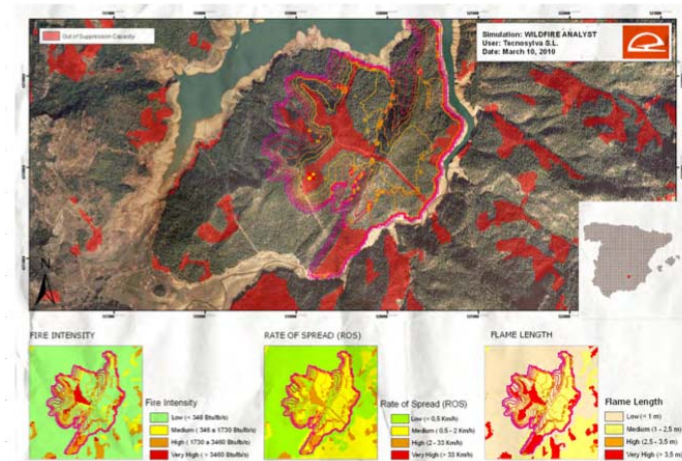 Out of Suppression Capacity
Simulation: WILDFIRE ANALYST
User: Tecnosylva S.L.
Date: March 10, 2010
N
FIRE INTENSITY
RATE OF SPREAD (ROS)
FLAME LENGTH
Fire Intensity
Low (< 346 Btu/ft/s)
Medium ( 346 a 1730 Btu/ft/s)
High ( 1730 a 3460 Btu/ft/s)
Very High ( > 3460 Btu/ft/s)
Rate of Spread (ROS)
Low (< 0.5 Km/h)
Medium ( 0.5 - 2 Km/h)
High (2 - 33 Km/h)
Very High (> 33 Km/h)
Flame Length
Low (< 1 m)
Medium (1 - 2,5 m)
High (2.5 - 3,5 m)
Very High (> 3,5 m)